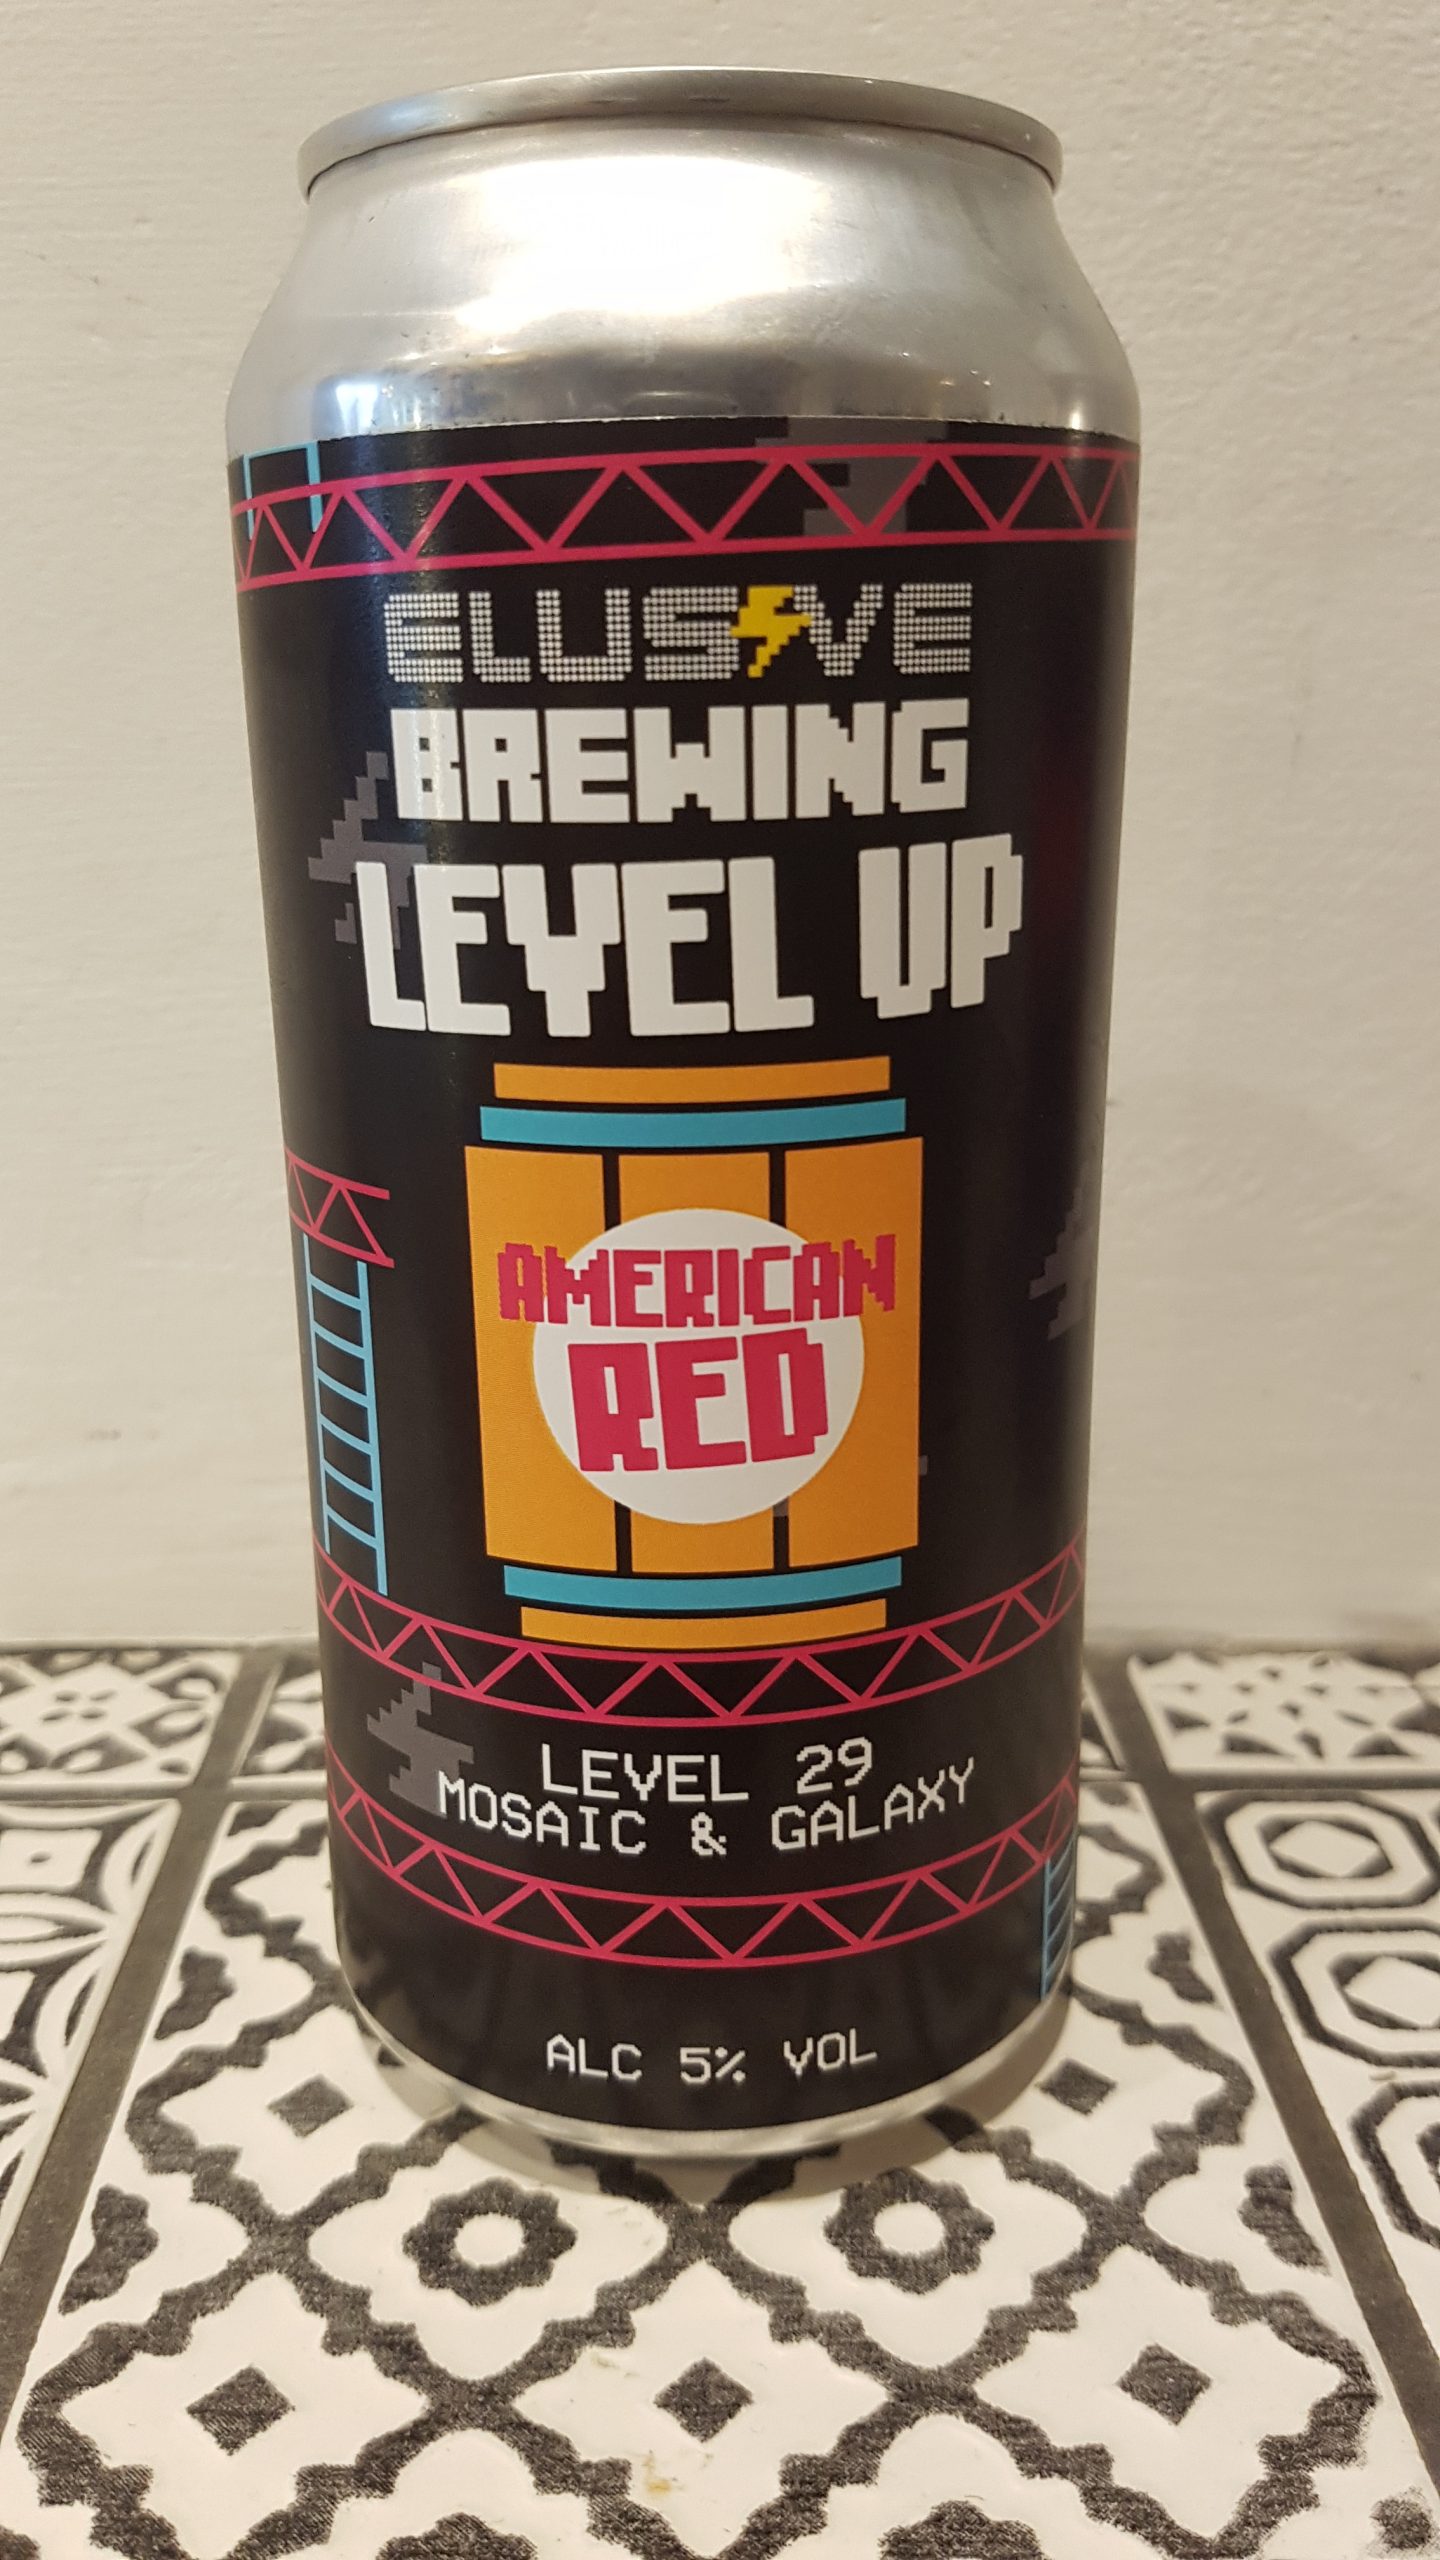 ELUSIVE
BREWING
LEVEL UP
AMERICAN
RED
LEVEL 29
MOSAIC & GALAXY
ALC 5% VOL